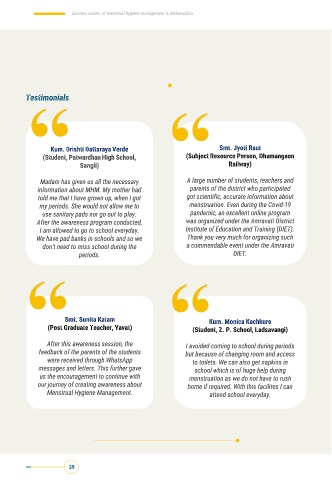 Success stories of Menstrual Hygiene Management in Maharashtra
Testimonials
Kum. Drishti Dattaraya Verde
(Student, Patwardhan High School,
Sangli)
Madam has given us all the necessary
information about MHM. My mother had
told me that I have grown up, when I got
my periods. She would not allow me to
use sanitary pads nor go out to play.
After the awareness program conducted,
I am allowed to go to school everyday.
We have pad banks in schools and so we
don't need to miss school during the
periods.
Smt. Jyoti Raut
(Subject Resource Person, Dhamangaon
Railway)
A large number of students, teachers and
parents of the district who participated
got scientific, accurate information about
menstruation. Even during the Covid-19
pandemic, an excellent online program
was organized under the Amravati District
Institute of Education and Training (DIET).
Thank you very much for organizing such
a commendable event under the Amravati
DIET.
Smt. Sunita Katam
(Post Graduate Teacher, Yavat)
After this awareness session, the
feedback of the parents of the students
were received through WhatsApp
messages and letters. This further gave
us the encouragement to continue with
our journey of creating awareness about
Menstrual Hygiene Management.
Kum. Monica Kachkure
(Student, Z. P. School, Ladsavangi)
I avoided coming to school during periods
but because of changing room and access
to toilets. We can also get napkins in
school which is of huge help during
menstruation as we do not have to rush
home if required. With this facilites I can
attend school everyday.
39